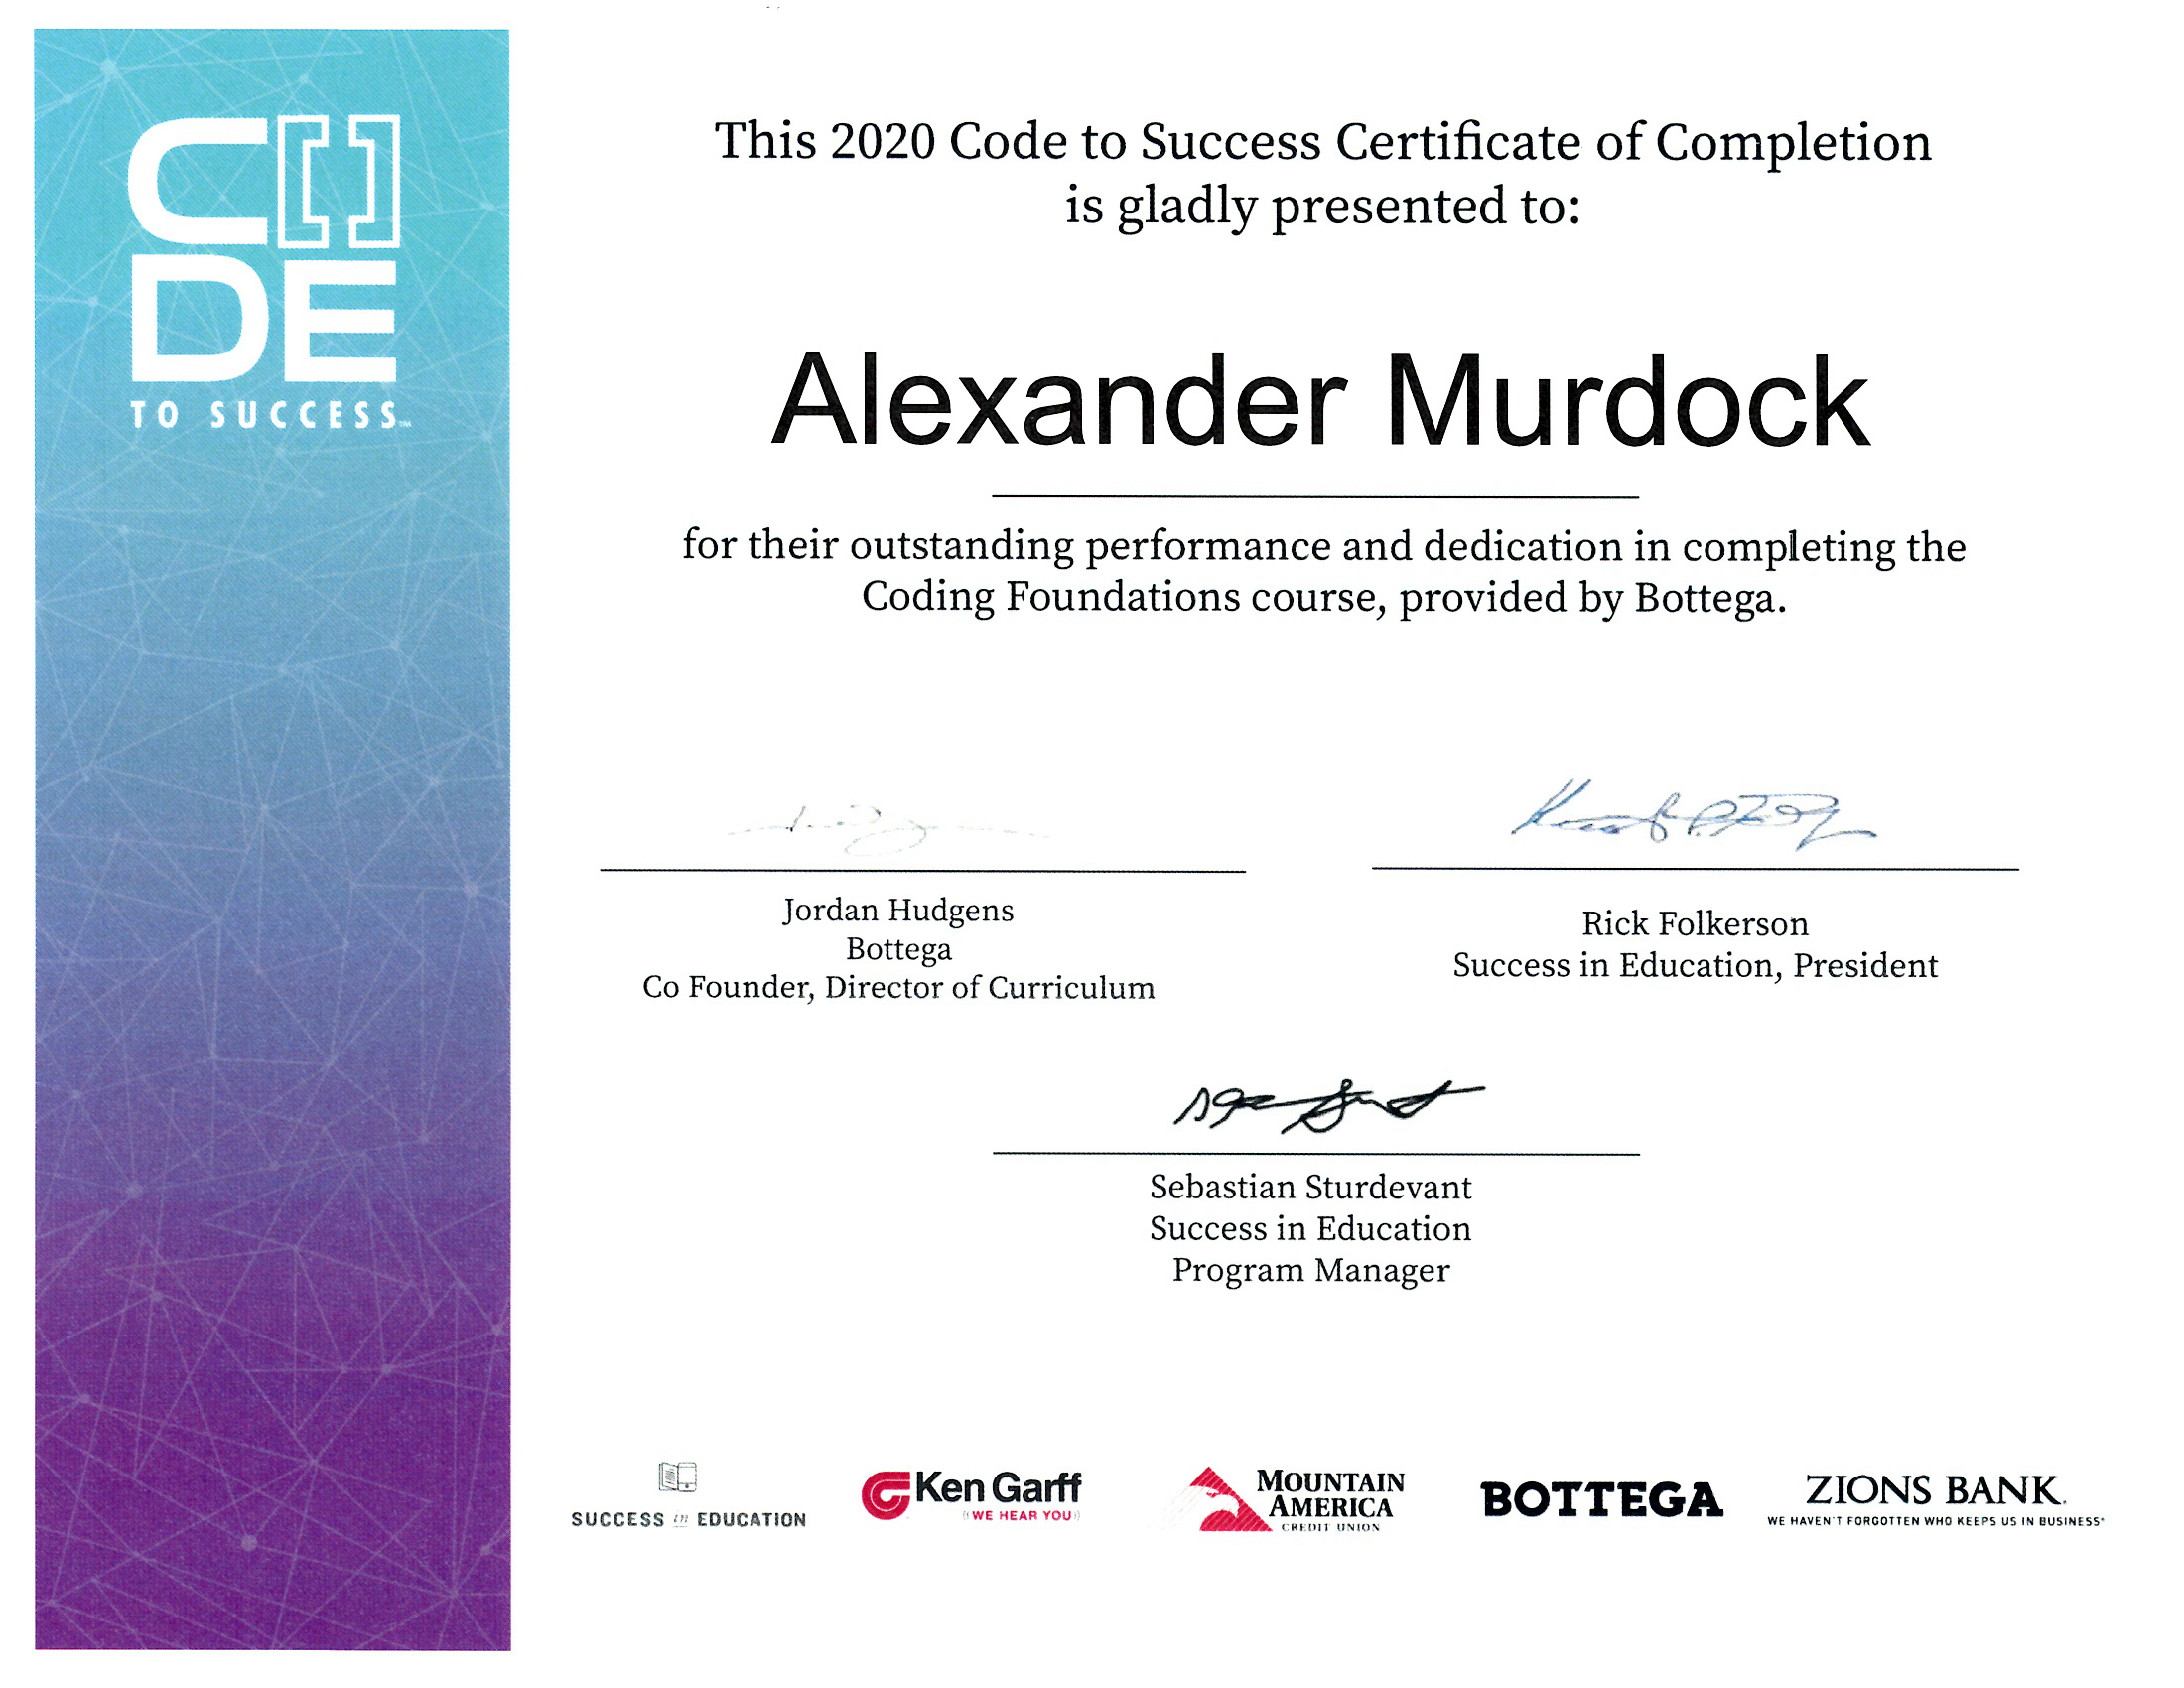 C[]
DE
TO SUCCESS™
This 2020 Code to Success Certificate of Completion
is gladly presented to:
Alexander Murdock
for their outstanding performance and dedication in completing the
Coding Foundations course, provided by Bottega.
Jordan Hudgens
Bottega
Co Founder, Director of Curriculum
Rick Folkerson
Success in Education, President
Sebastian Sturdevant
Success in Education
Program Manager
SUCCESS in EDUCATION
Ken Garff
WE HEAR YOU
MOUNTAIN
AMERICA
CREDIT UNION
BOTTEGA
ZIONS BANK.
WE HAVEN'T FORGOTTEN WHO KEEPS US IN BUSINESS®